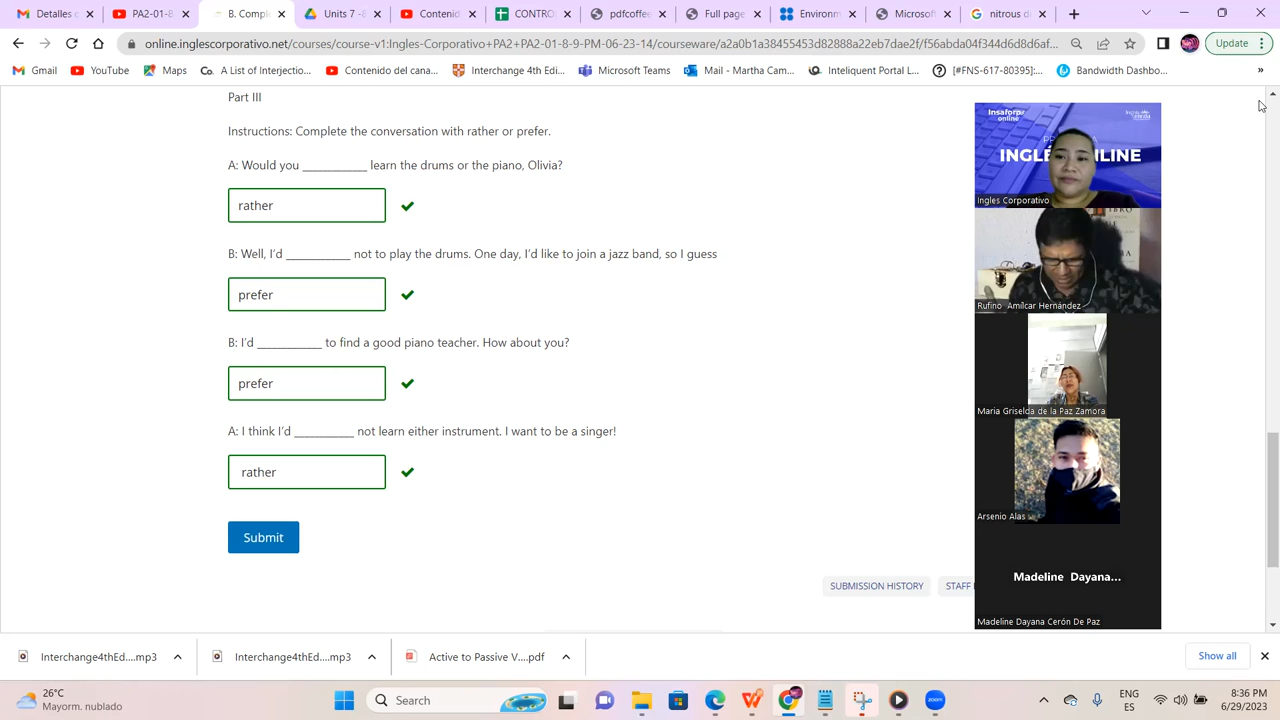 Detalles c
PA2-01-8-
B. Comple
Units 7 -8
Contenid
CONTRO
pdfcoffee
Full page
Environm
Microsoft
nitrous de
online.inglescorporativo.net/courses/course-v1:Ingles-Corporativo+PA2+PA2-01-8-9-PM-06-23-14/courseware/a2a0b1a38455453d82888a22eb7dae2f/f56abda04f344d6d8d6af...
Update
Gmail
YouTube
Maps
A List of Interjectio...
Contenido del cana...
Interchange 4th Edi...
Microsoft Teams
Mail - Martha Cam...
Inteliquent Portal L...
[#FNS-617-80395]:...
Bandwidth Dashbo...
»
Part III
Instructions: Complete the conversation with rather or prefer.
A: Would you __________ learn the drums or the piano, Olivia?
rather
B: Well, I'd __________ not to play the drums. One day, I'd like to join a jazz band, so I guess
prefer
B: I'd __________ to find a good piano teacher. How about you?
prefer
A: I think I'd __________ not learn either instrument. I want to be a singer!
rather
Submit
SUBMISSION HISTORY
STAFF
Insaforp
online
Ingles Corporativo
Rufino Amílcar Hernández
Maria Griselda de la Paz Zamora
Arsenio Alas
Madeline Dayana...
Madeline Dayana Cerón De Paz
Interchange4thEd....mp3
Interchange4thEd....mp3
Active to Passive V....pdf
Show all
26°C
Mayorm. nublado
Search
ENG
ES
8:36 PM
6/29/2023